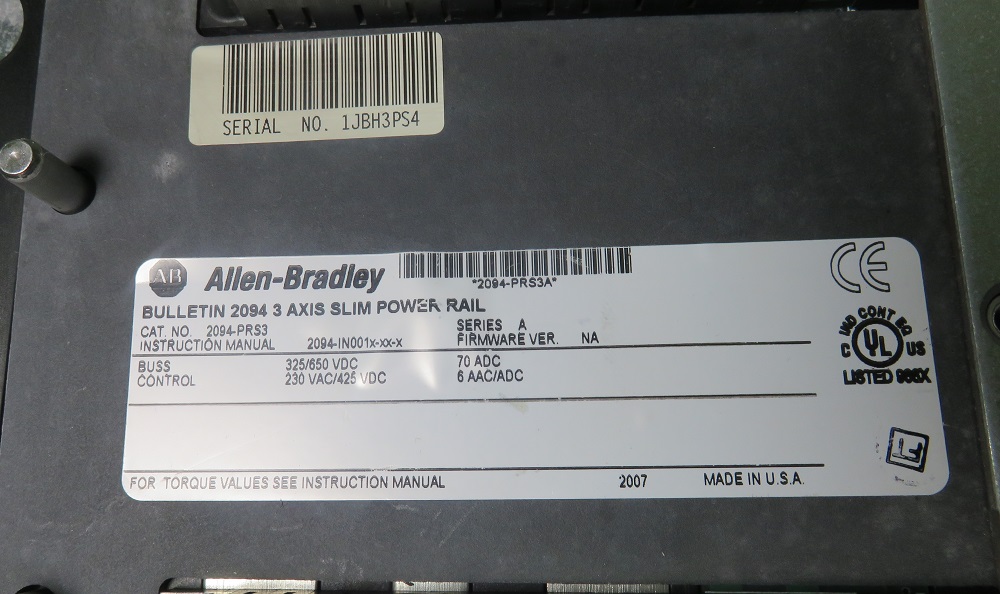 SERIAL NO. 1JBH3PS4
AB Allen-Bradley
*2094-PRS3A*
CE
BULLETIN 2094 3 AXIS SLIM POWER RAIL
CAT. NO. 2094-PRS3 SERIES A
INSTRUCTION MANUAL 2094-IN001x-xx-x FIRMWARE VER. NA
BUSS 325/650 VDC 70 ADC
CONTROL 230 VAC/425 VDC 6 AAC/ADC
IND CONT EQ
C UL US
LISTED 966X
FOR TORQUE VALUES SEE INSTRUCTION MANUAL 2007 MADE IN U.S.A.